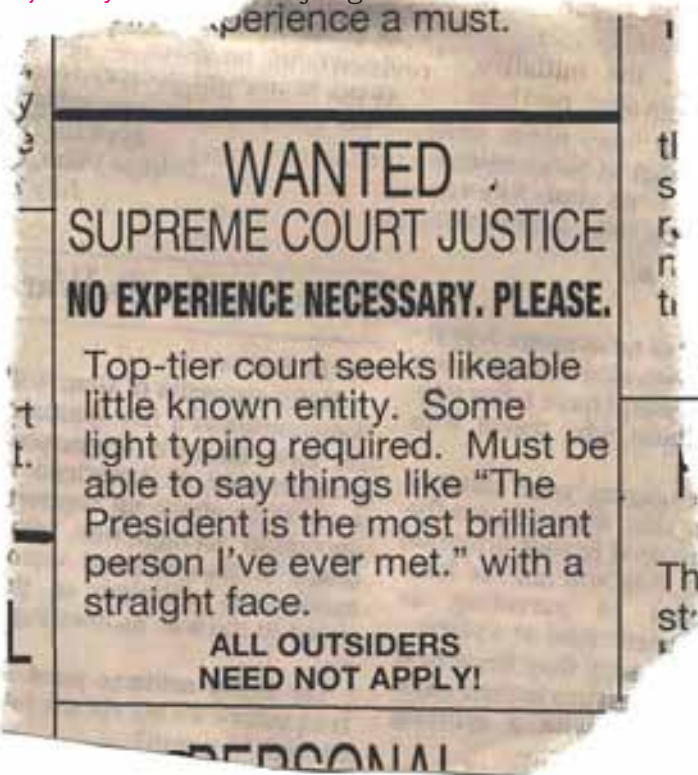 experience a must.
WANTED
SUPREME COURT JUSTICE
NO EXPERIENCE NECESSARY. PLEASE.
Top-tier court seeks likeable
little known entity.  Some
light typing required.  Must be
able to say things like “The
President is the most brilliant
person I've ever met.” with a
straight face.
ALL OUTSIDERS
NEED NOT APPLY!
PERSONAL